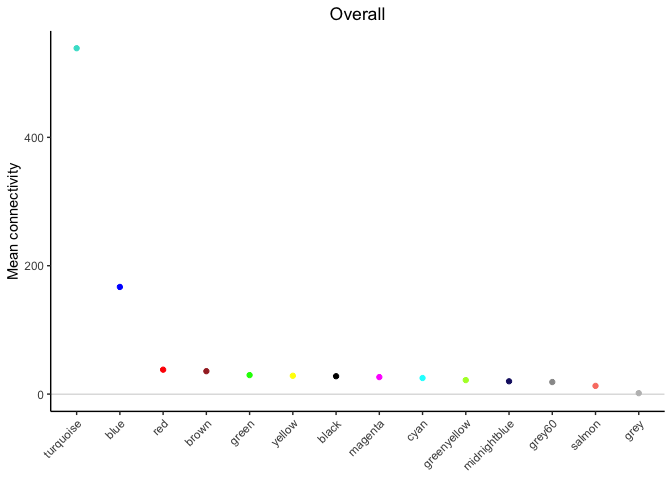 Overall
Mean connectivity
400
200
0
turquoise
blue
red
brown
green
yellow
black
magenta
cyan
greenyellow
midnightblue
grey60
salmon
grey